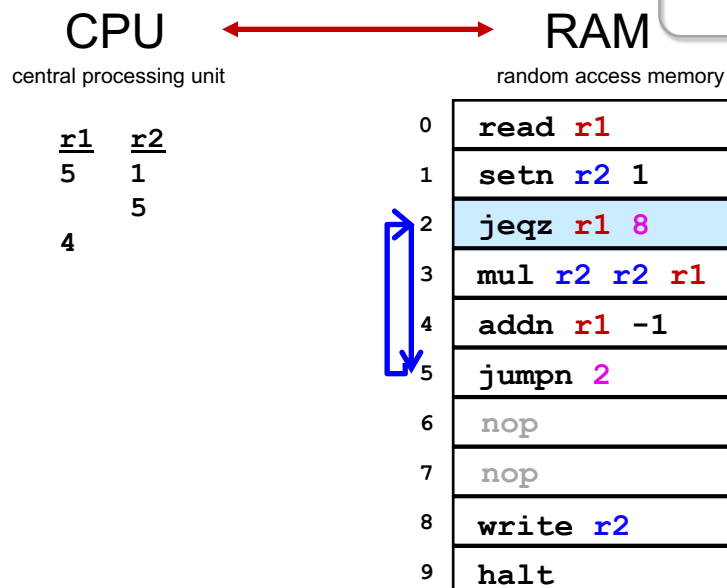 CPU RAM
central processing unit random access memory
r1 r2
5 1
5
4
0 read r1
1 setn r2 1
2 jeqz r1 8
3 mul r2 r2 r1
4 addn r1 -1
5 jumpn 2
6 nop
7 nop
8 write r2
9 halt